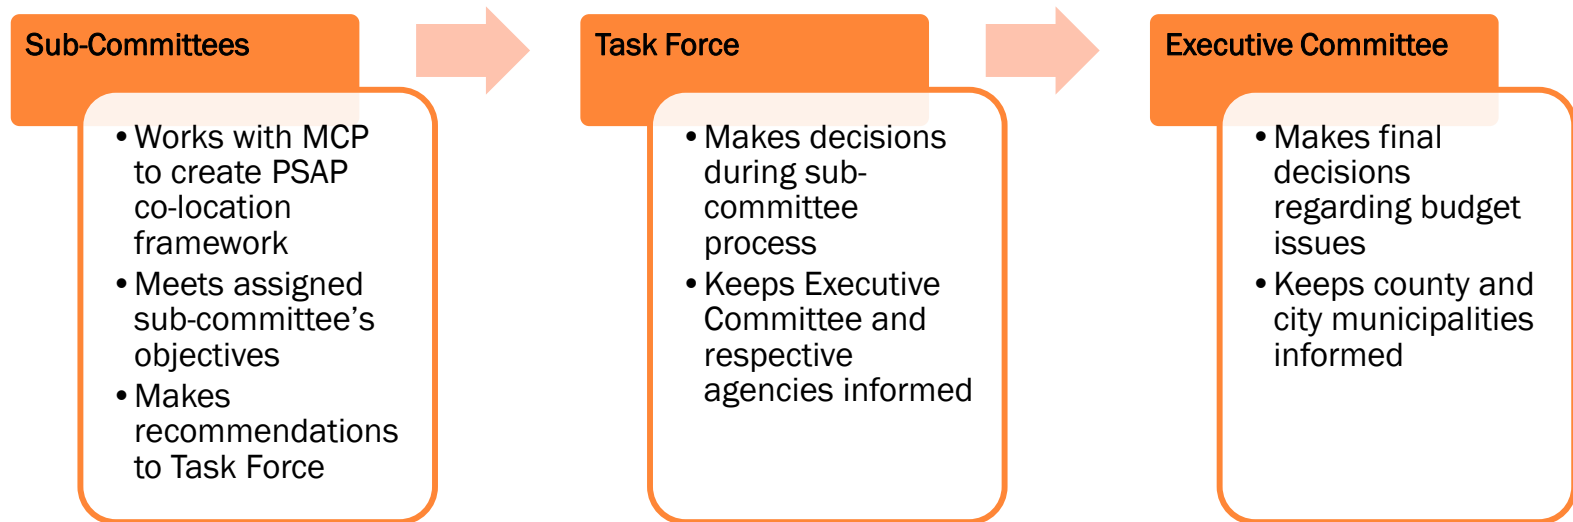 Sub-Committees
• Works with MCP
to create PSAP
co-location
framework
• Meets assigned
sub-committee’s
objectives
• Makes
recommendations
to Task Force
Task Force
• Makes decisions
during sub-
committee
process
• Keeps Executive
Committee and
respective
agencies informed
Executive Committee
• Makes final
decisions
regarding budget
issues
• Keeps county and
city municipalities
informed